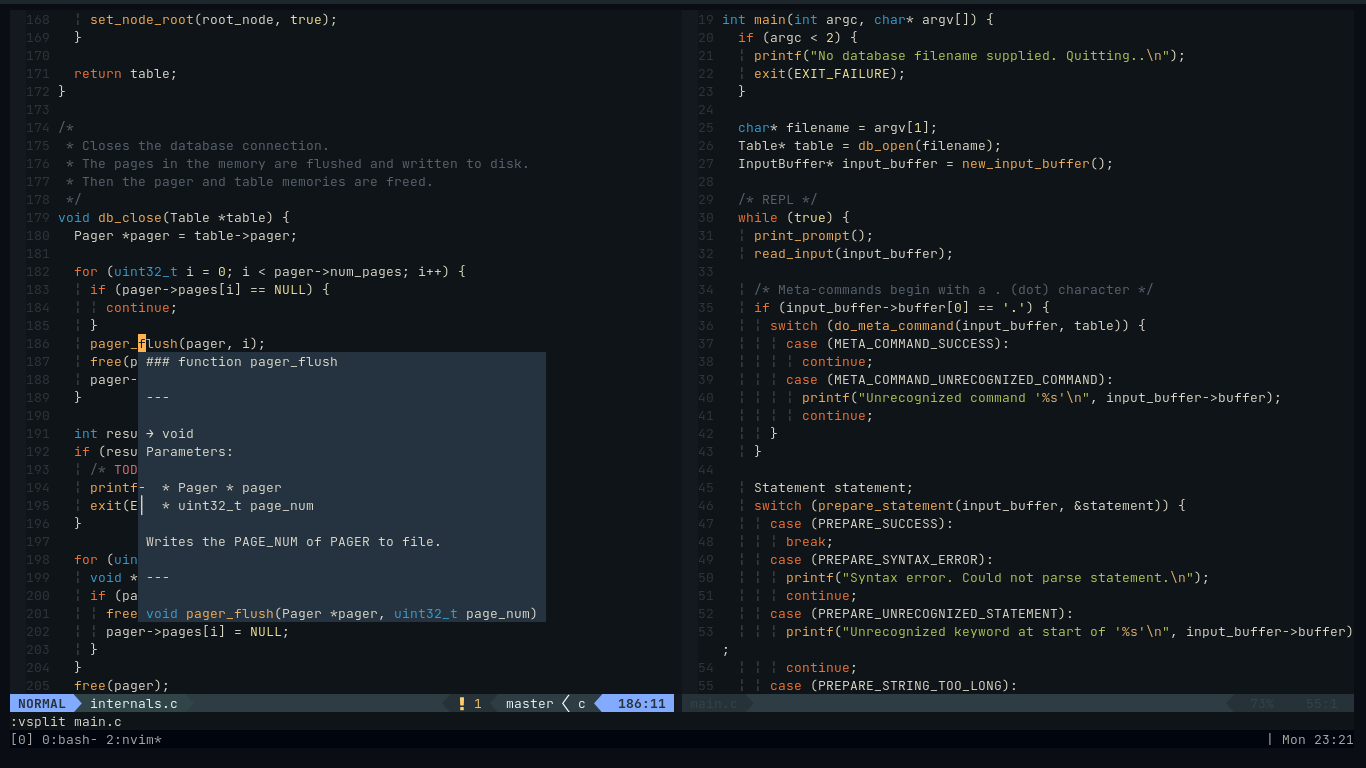 168 set_node_root(root_node, true);
169 }
170
171 return table;
172 }
173
174 /*
175 * Closes the database connection.
176 * The pages in the memory are flushed and written to disk.
177 * Then the pager and table memories are freed.
178 */
179 void db_close(Table *table) {
180 Pager *pager = table->pager;
181
182 for (uint32_t i = 0; i < pager->num_pages; i++) {
183 if (pager->pages[i] == NULL) {
184 continue;
185 }
186 pager_flush(pager, i);
187 free(p
188 pager-
189 }
190
191 int resu
192 if (resu
193 /* TOD
194 printf
195 exit(E
196 }
197
198 for (uin
199 void *
200 if (pa
201 free
202 pager->pages[i] = NULL;
203 }
204 }
205 free(pager);
### function pager_flush
---
→ void
Parameters:
- * Pager * pager
* uint32_t page_num
Writes the PAGE_NUM of PAGER to file.
---
void pager_flush(Pager *pager, uint32_t page_num)
NORMAL internals.c ! 1 master < c 186:11
19 int main(int argc, char* argv[]) {
20 if (argc < 2) {
21 printf("No database filename supplied. Quitting..\n");
22 exit(EXIT_FAILURE);
23 }
24
25 char* filename = argv[1];
26 Table* table = db_open(filename);
27 InputBuffer* input_buffer = new_input_buffer();
28
29 /* REPL */
30 while (true) {
31 print_prompt();
32 read_input(input_buffer);
33
34 /* Meta-commands begin with a . (dot) character */
35 if (input_buffer->buffer[0] == '.') {
36 switch (do_meta_command(input_buffer, table)) {
37 case (META_COMMAND_SUCCESS):
38 continue;
39 case (META_COMMAND_UNRECOGNIZED_COMMAND):
40 printf("Unrecognized command '%s'\n", input_buffer->buffer);
41 continue;
42 }
43 }
44
45 Statement statement;
46 switch (prepare_statement(input_buffer, &statement)) {
47 case (PREPARE_SUCCESS):
48 break;
49 case (PREPARE_SYNTAX_ERROR):
50 printf("Syntax error. Could not parse statement.\n");
51 continue;
52 case (PREPARE_UNRECOGNIZED_STATEMENT):
53 printf("Unrecognized keyword at start of '%s'\n", input_buffer->buffer)
;
54 continue;
55 case (PREPARE_STRING_TOO_LONG):
main.c 73% 55:1
:vsplit main.c
[0] 0:bash- 2:nvim* | Mon 23:21